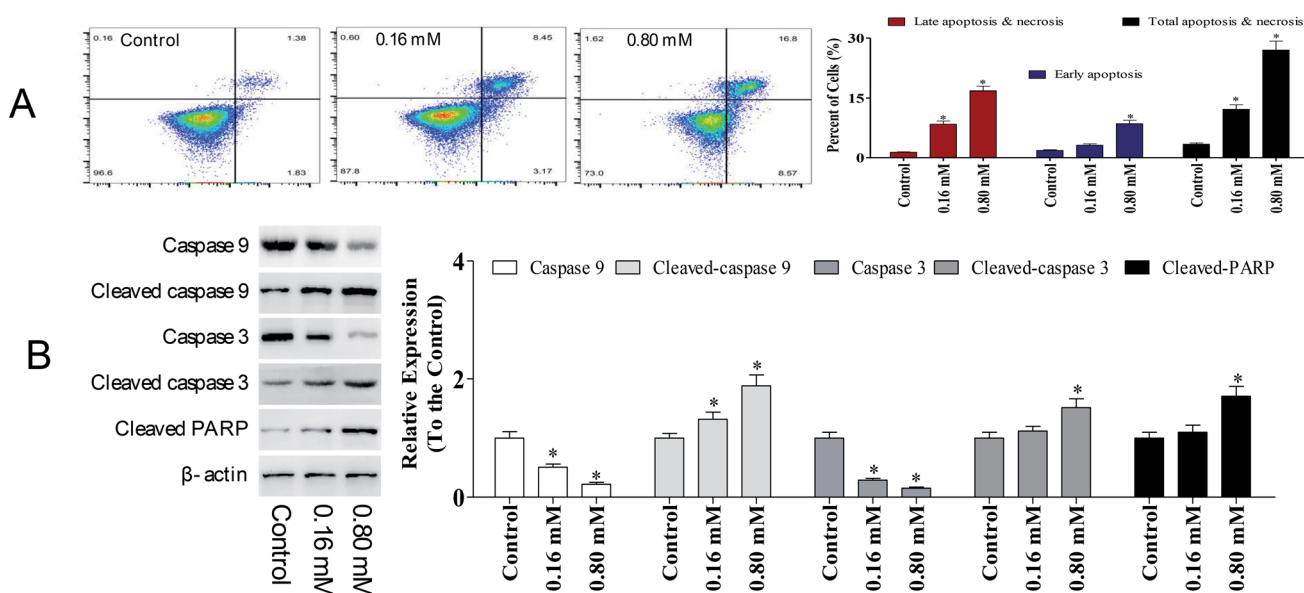 A
Control
0.16
1.38
96.6
1.83
0.16 mM
0.60
8.45
87.8
3.17
0.80 mM
1.62
16.8
73.0
8.57
Late apoptosis & necrosis
Total apoptosis & necrosis
Early apoptosis
Percent of Cells (%)
30
15
0
* * * * * *
Control 0.16 mM 0.80 mM Control 0.16 mM 0.80 mM Control 0.16 mM 0.80 mM
B
Caspase 9
Cleaved caspase 9
Caspase 3
Cleaved caspase 3
Cleaved PARP
β- actin
Control 0.16 mM 0.80 mM
Caspase 9 Cleaved-caspase 9 Caspase 3 Cleaved-caspase 3 Cleaved-PARP
Relative Expression
(To the Control)
4
2
0
* * * * * * * *
Control 0.16 mM 0.80 mM Control 0.16 mM 0.80 mM Control 0.16 mM 0.80 mM Control 0.16 mM 0.80 mM Control 0.16 mM 0.80 mM